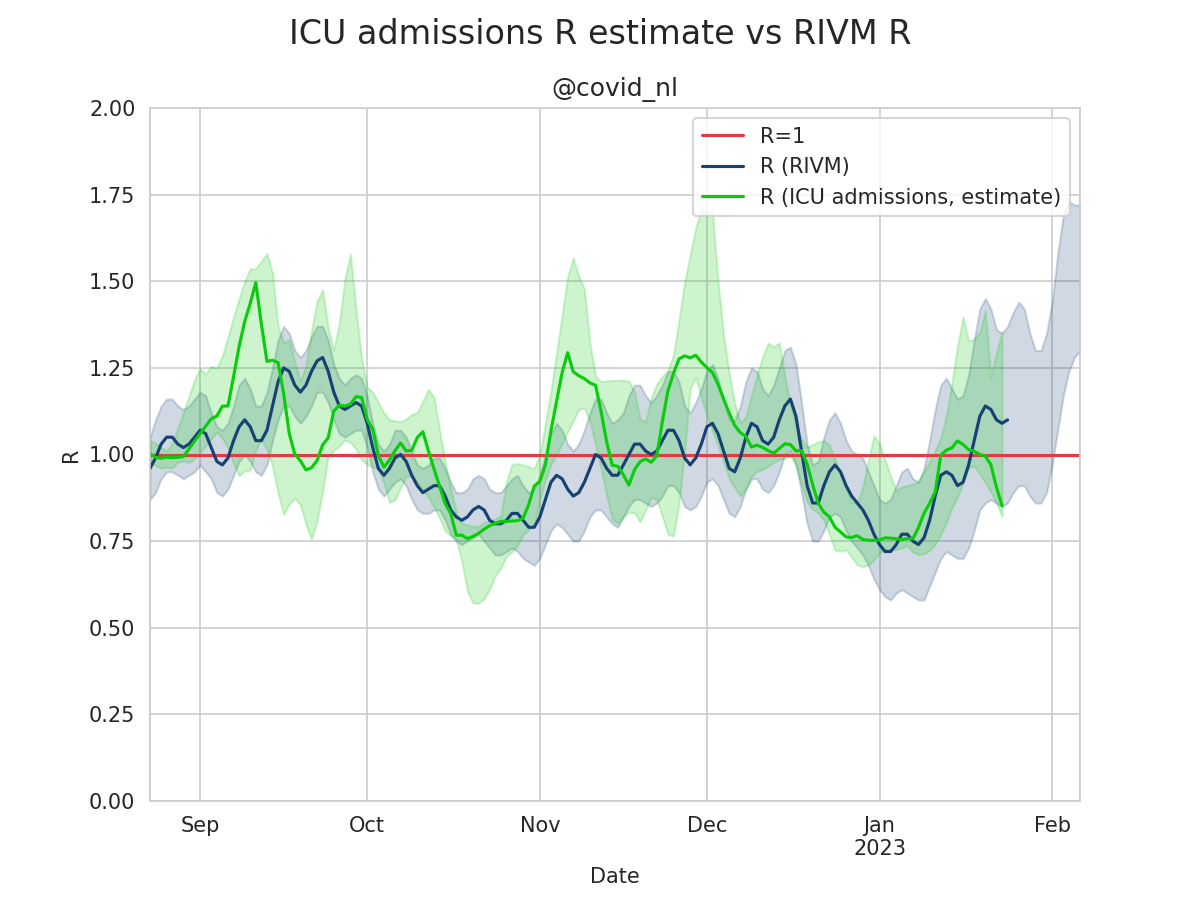 ICU admissions R estimate vs RIVM R
@covid_nl
R=1
R (RIVM)
R (ICU admissions, estimate)
2.00
1.75
1.50
1.25
1.00
0.75
0.50
0.25
0.00
R
Sep
Oct
Nov
Dec
Jan
2023
Feb
Date